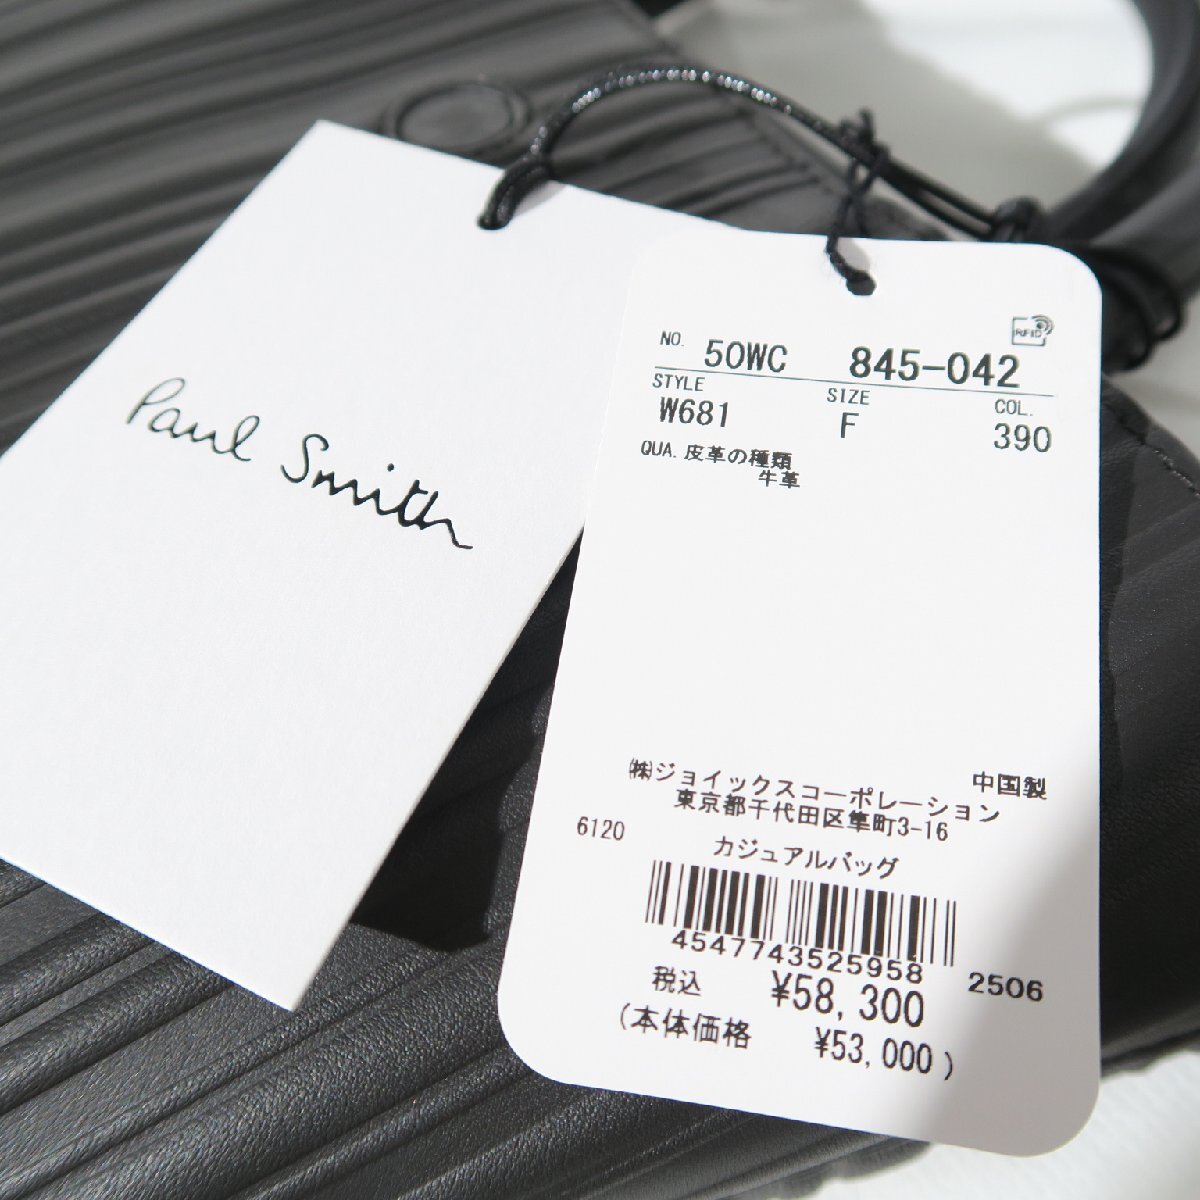 Paul Smith
RFID
NO. 50WC 845-042
STYLE SIZE COL.
W681 F 390
QUA. 皮革の種類
牛革
中国製
㈱ジョイックスコーポレーション
東京都千代田区隼町3-16
6120 カジュアルバッグ
4547743525958 2506
税込 ¥58,300
(本体価格 ¥53,000)